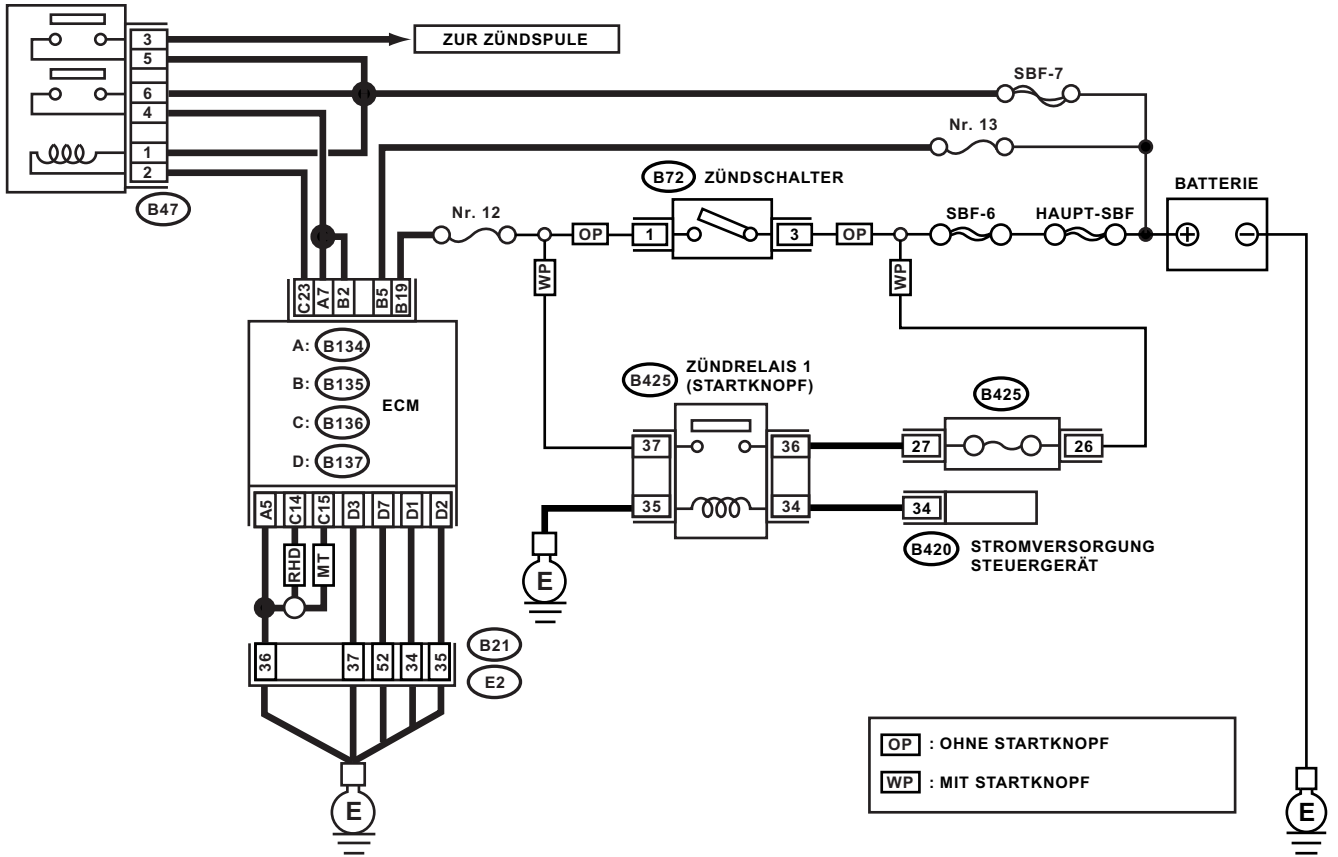 3
ZUR ZÜNDSPULE
5
6
4
1
2
B47
SBF-7
Nr. 13
B72 ZÜNDSCHALTER
BATTERIE
Nr. 12
OP
1
3
OP
SBF-6
HAUPT-SBF
WP
WP
C23
A7
B2
B5
B19
A: B134
B: B135
C: B136
D: B137
ECM
B425
ZÜNDRELAIS 1
(STARTKNOPF)
B425
37
36
27
26
35
34
34
B420
STROMVERSORGUNG
STEUERGERÄT
E
A5
C14
C15
D3
D7
D1
D2
RHD
MT
36
37
52
34
35
B21
E2
E
OP : OHNE STARTKNOPF
WP : MIT STARTKNOPF
E